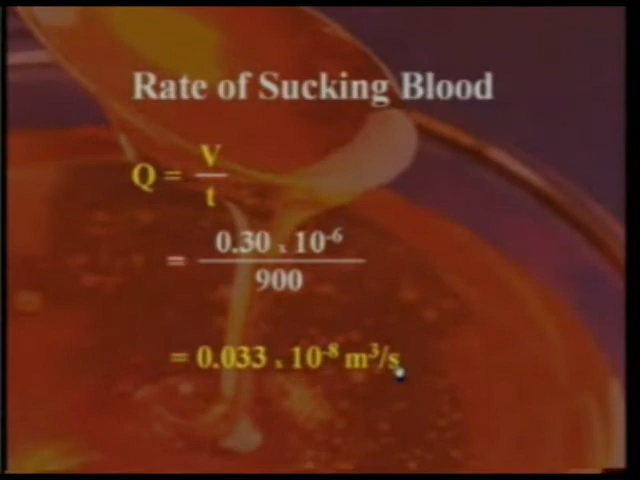 Rate of Sucking Blood
Q = V / t
= 0.30 x 10⁻⁶ / 900
= 0.033 x 10⁻⁸ m³/s